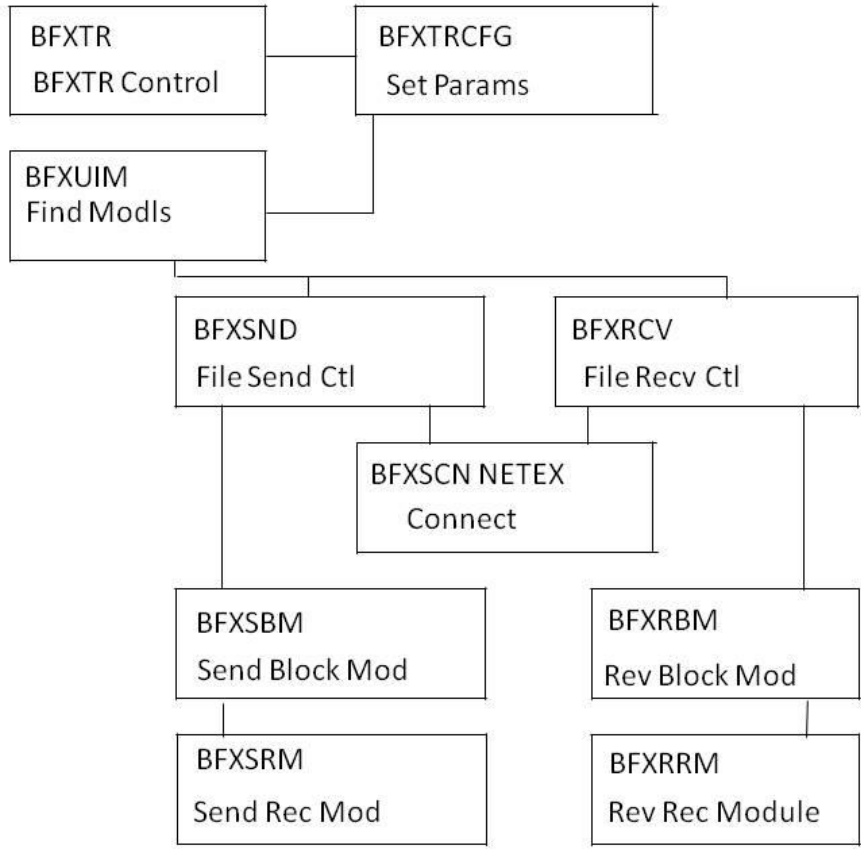 BFXTR
BFXTR Control
BFXTRCFG
Set Params
BFXUIM
Find Modls
BFXSND
File Send Ctl
BFXRCV
File Recv Ctl
BFXSCN NETEX
Connect
BFXSBM
Send Block Mod
BFXRBM
Rev Block Mod
BFXSRM
Send Rec Mod
BFXRRM
Rev Rec Module